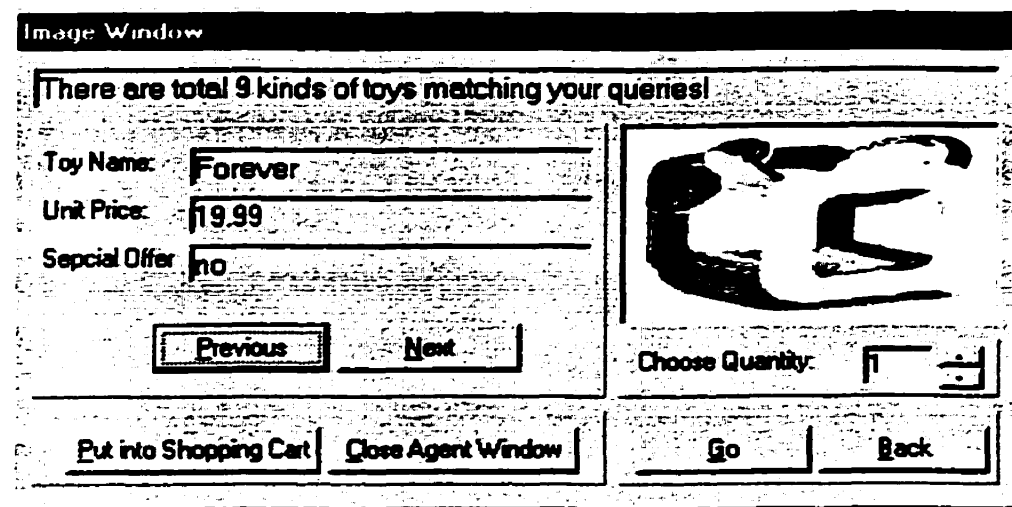 Image Window
There are total 9 kinds of toys matching your queries!
Toy Name: Forever
Unit Price: 19.99
Sepcial Offer no
Previous Next
Choose Quantity: 1
Put into Shopping Cart Close Agent Window Go Back